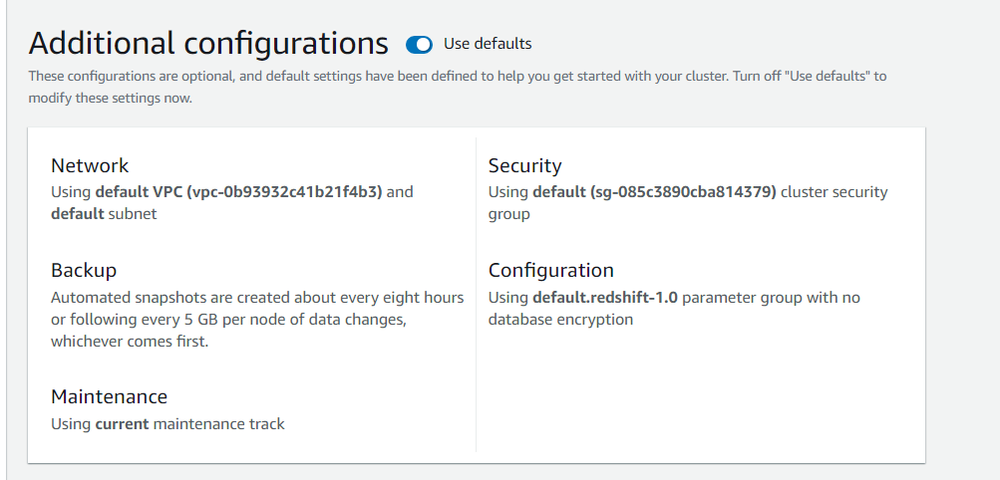 Additional configurations
Use defaults
These configurations are optional, and default settings have been defined to help you get started with your cluster. Turn off "Use defaults" to
modify these settings now.
Network
Using default VPC (vpc-0b93932c41b21f4b3) and
default subnet
Security
Using default (sg-085c3890cba814379) cluster security
group
Backup
Automated snapshots are created about every eight hours
or following every 5 GB per node of data changes,
whichever comes first.
Configuration
Using default.redshift-1.0 parameter group with no
database encryption
Maintenance
Using current maintenance track